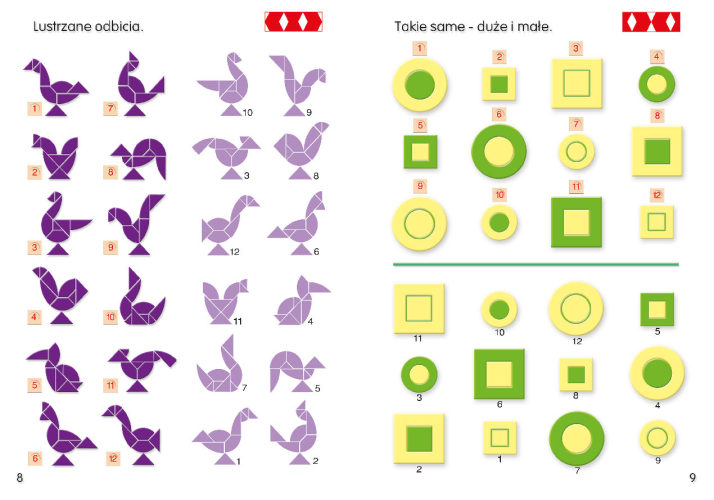 Lustrzane odbicia.
1 7 10 9
2 8 3 8
3 9 12 6
4 10 11 4
5 11 7 5
6 12 1 2
8
Takie same - duże i małe.
1 2 3 4
5 6 7 8
9 10 11 12
11 10 12 5
3 6 8 4
2 1 7 9
9